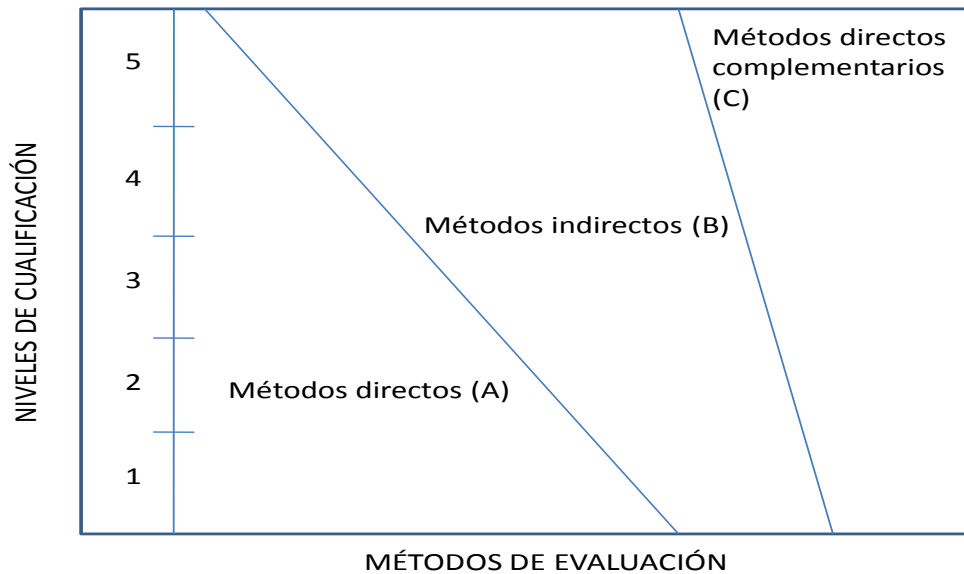 NIVELES DE CUALIFICACIÓN
5
4
3
2
1
Métodos directos
complementarios
(C)
Métodos indirectos (B)
Métodos directos (A)
MÉTODOS DE EVALUACIÓN